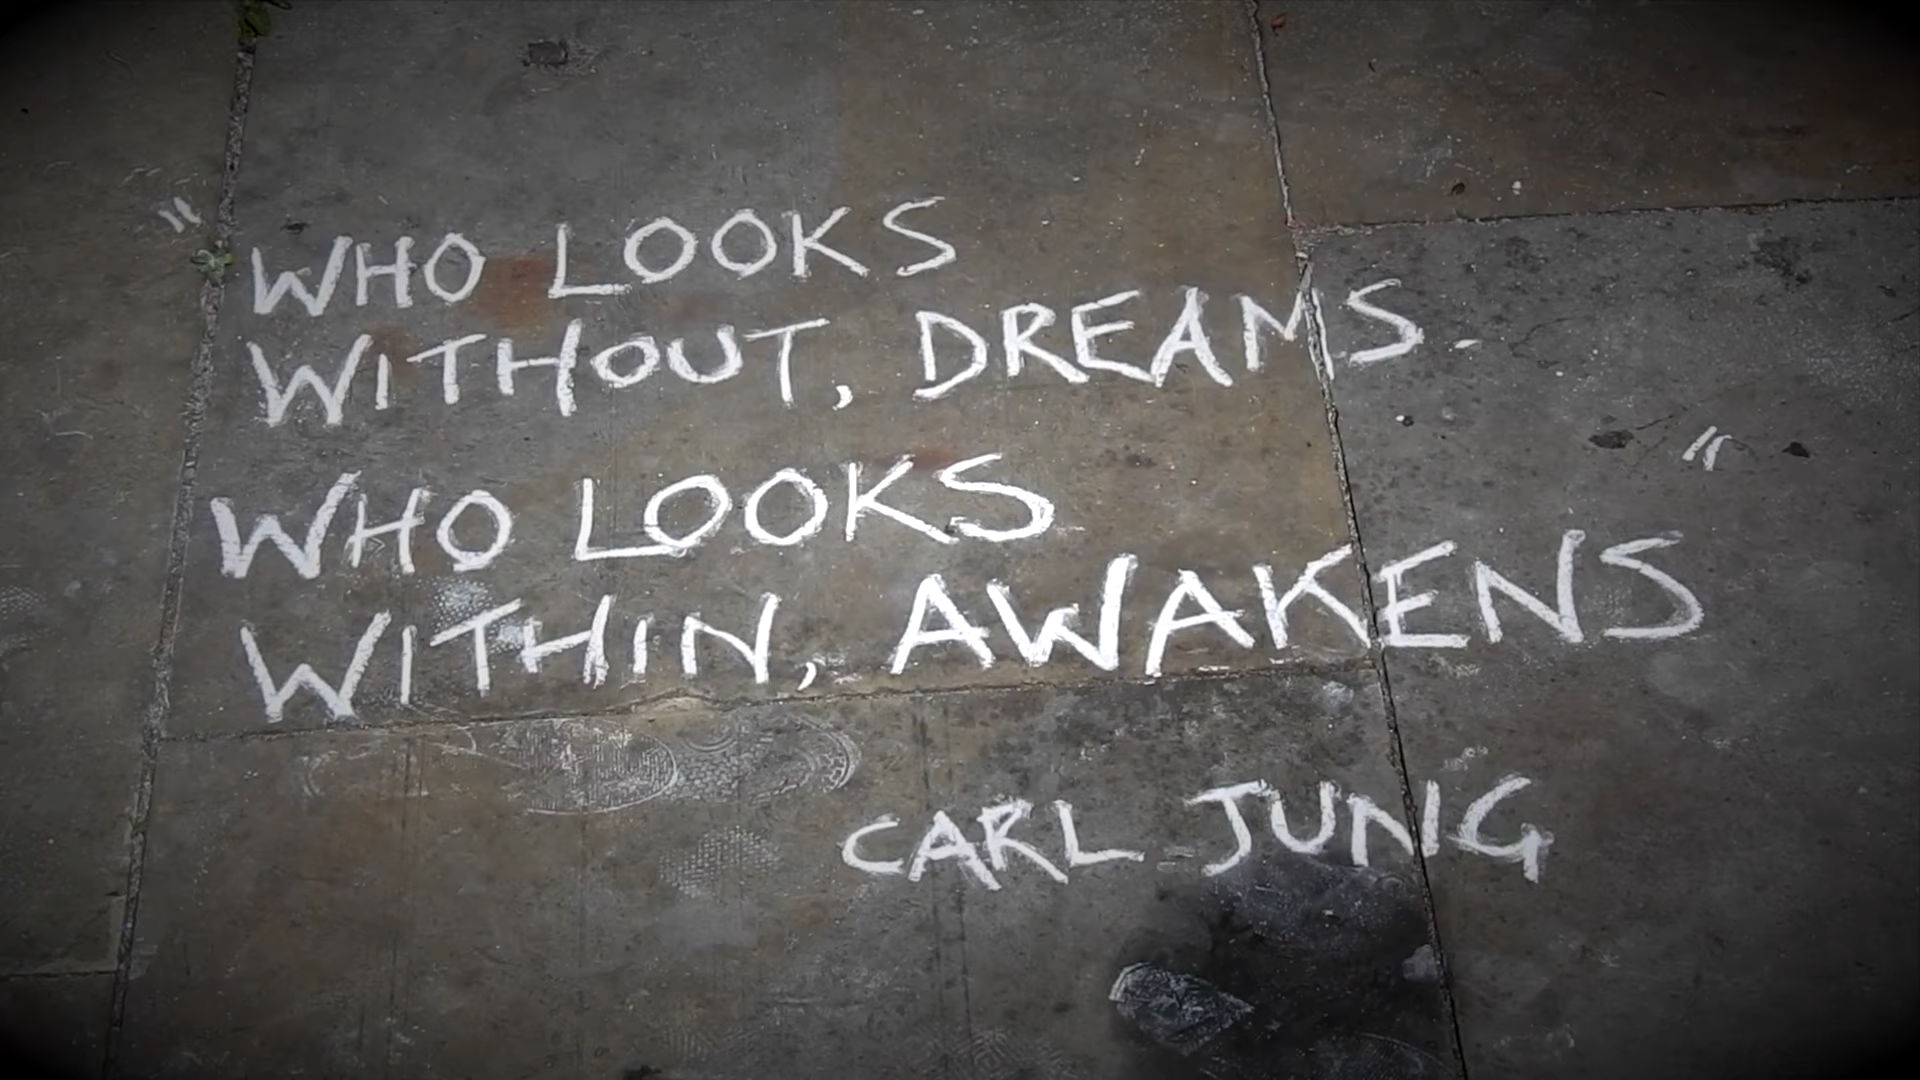 "WHO LOOKS
WITHOUT, DREAMS.
WHO LOOKS
WITHIN, AWAKENS"
CARL JUNG